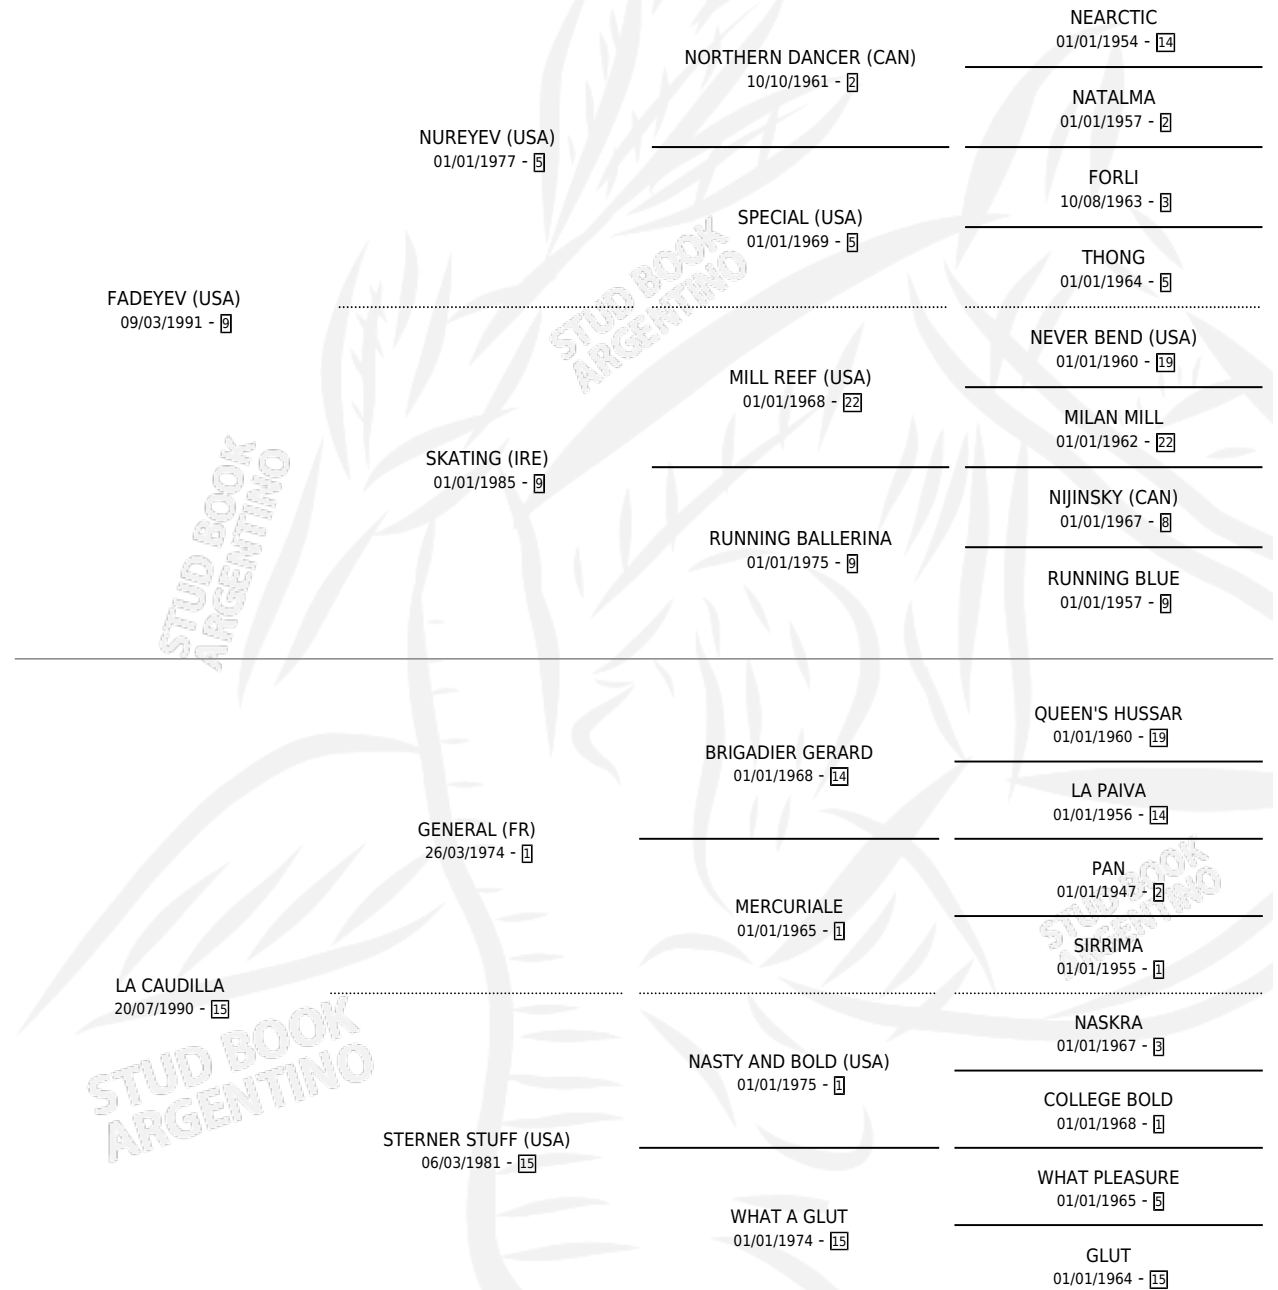 NEARCTIC
01/01/1954 - 14
NORTHERN DANCER (CAN)
10/10/1961 - 2
NATALMA
01/01/1957 - 2
NUREYEV (USA)
01/01/1977 - 5
FORLI
10/08/1963 - 3
SPECIAL (USA)
01/01/1969 - 5
THONG
01/01/1964 - 5
FADEYEV (USA)
09/03/1991 - 9
NEVER BEND (USA)
01/01/1960 - 19
MILL REEF (USA)
01/01/1968 - 22
MILAN MILL
01/01/1962 - 22
SKATING (IRE)
01/01/1985 - 9
NIJINSKY (CAN)
01/01/1967 - 8
RUNNING BALLERINA
01/01/1975 - 9
RUNNING BLUE
01/01/1957 - 9
QUEEN'S HUSSAR
01/01/1960 - 19
BRIGADIER GERARD
01/01/1968 - 14
LA PAIVA
01/01/1956 - 14
GENERAL (FR)
26/03/1974 - 1
PAN
01/01/1947 - 2
MERCURIALE
01/01/1965 - 1
SIRRIMA
01/01/1955 - 1
LA CAUDILLA
20/07/1990 - 15
NASKRA
01/01/1967 - 3
NASTY AND BOLD (USA)
01/01/1975 - 1
COLLEGE BOLD
01/01/1968 - 1
STERNER STUFF (USA)
06/03/1981 - 15
WHAT PLEASURE
01/01/1965 - 5
WHAT A GLUT
01/01/1974 - 15
GLUT
01/01/1964 - 15
STUD BOOK
ARGENTINO
STUD BOOK
ARGENTINO
STUD BOOK
ARGENTINO
STUD BOOK
ARGENTINO